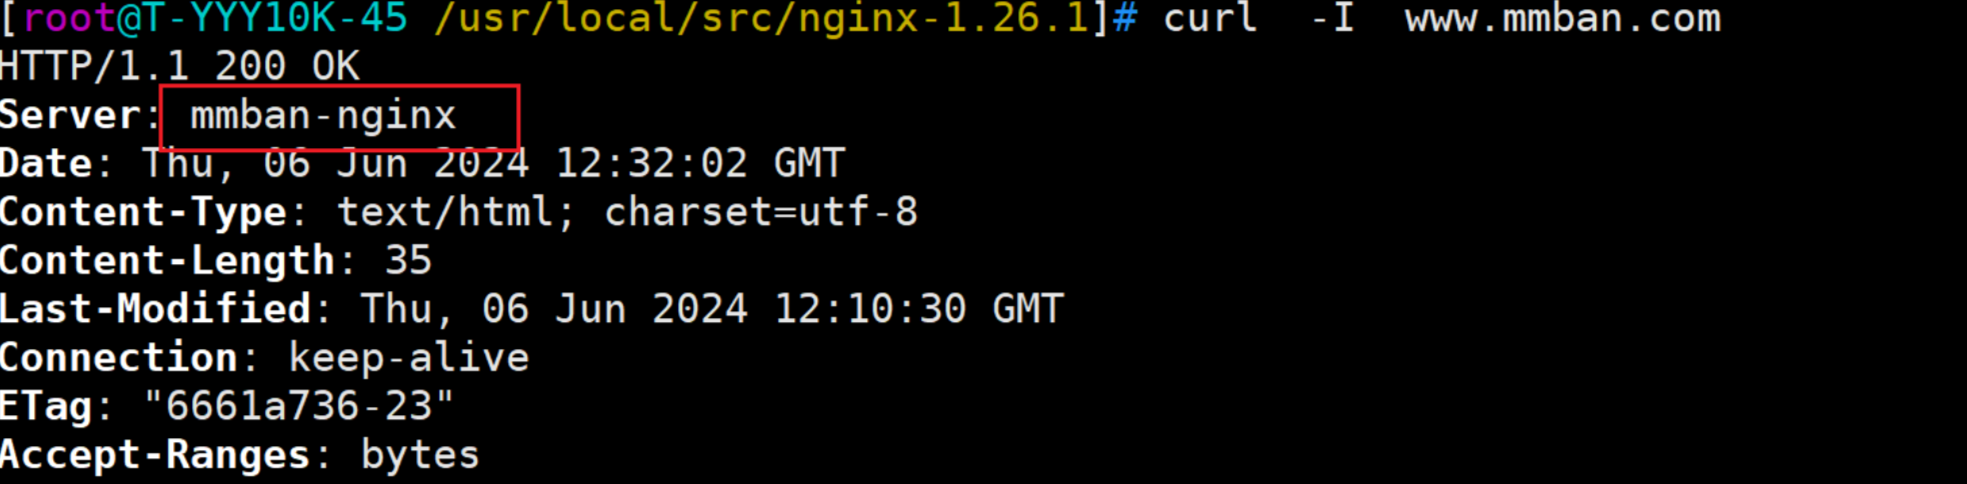 [root@T-YYY10K-45 /usr/local/src/nginx-1.26.1]# curl  -I  www.mmban.com
HTTP/1.1 200 OK
Server: mmban-nginx
Date: Thu, 06 Jun 2024 12:32:02 GMT
Content-Type: text/html; charset=utf-8
Content-Length: 35
Last-Modified: Thu, 06 Jun 2024 12:10:30 GMT
Connection: keep-alive
ETag: "6661a736-23"
Accept-Ranges: bytes